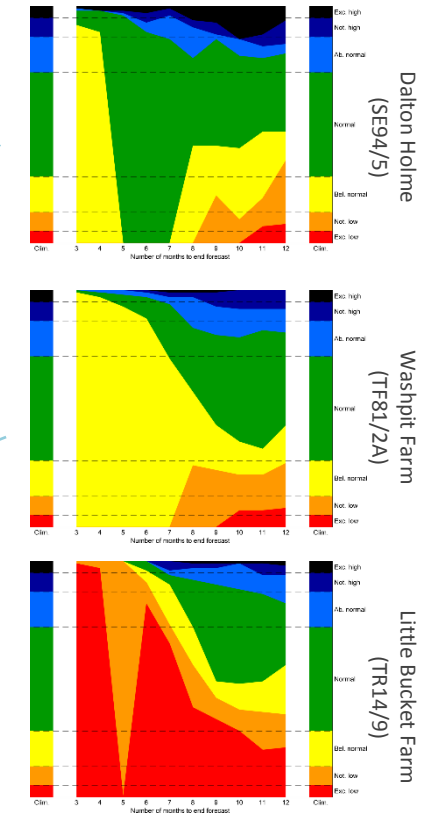 Exc. high
Not. high
Ab. normal
Normal
Bel. normal
Not. low
Exc. low
Clim.
3 4 5 6 7 8 9 10 11 12
Clim.
Number of months to end forecast
Dalton Holme
(SE94/5)
Exc. high
Not. high
Ab. normal
Normal
Bel. normal
Not. low
Exc. low
Clim.
3 4 5 6 7 8 9 10 11 12
Clim.
Number of months to end forecast
Washpit Farm
(TF81/2A)
Exc. high
Not. high
Ab. normal
Normal
Bel. normal
Not. low
Exc. low
Clim.
3 4 5 6 7 8 9 10 11 12
Clim.
Number of months to end forecast
Little Bucket Farm
(TR14/9)